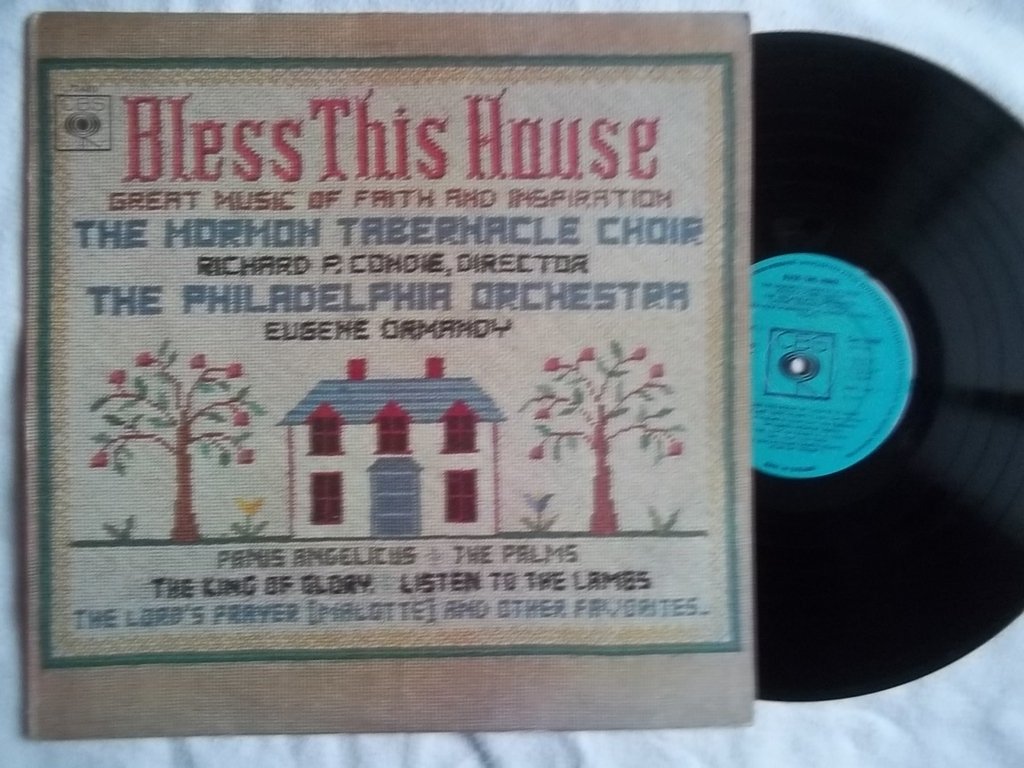 CBS
Bless This House
GREAT MUSIC OF FAITH AND INSPIRATION
THE MORMON TABERNACLE CHOIR
RICHARD P. CONDIE, DIRECTOR
THE PHILADELPHIA ORCHESTRA
EUGENE ORMANDY
PANIS ANGELICUS + THE PALMS
THE KING OF GLORY. LISTEN TO THE LAMBS
THE LORD'S PRAYER [MALOTTE] AND OTHER FAVORITES.
CBS